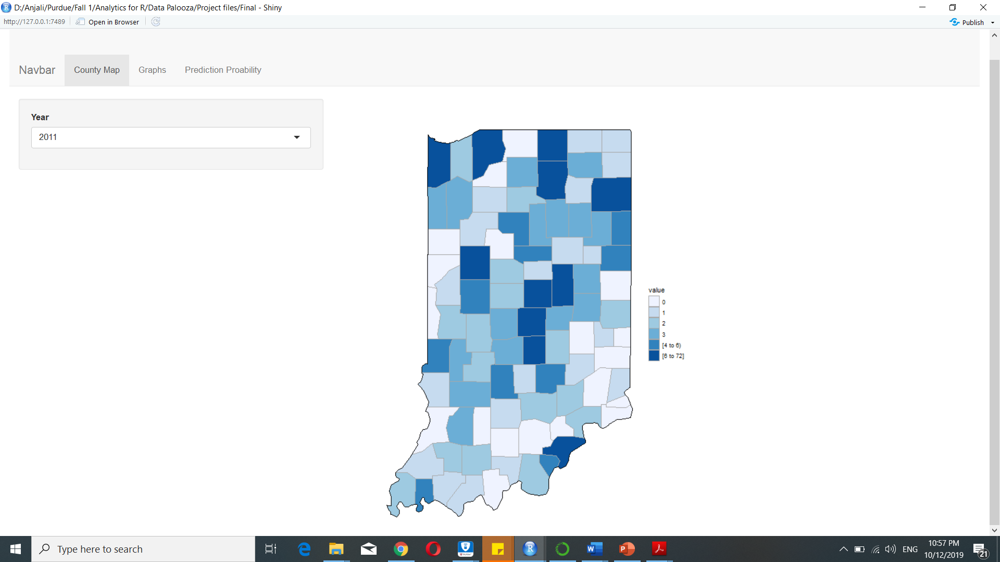 D:/Anjali/Purdue/Fall 1/Analytics for R/Data Palooza/Project files/Final - Shiny
http://127.0.0.1:7489 Open in Browser Publish
Navbar County Map Graphs Prediction Proability
Year
2011
value
0
1
2
3
[4 to 6)
[6 to 72]
Type here to search
ENG
10:57 PM
10/12/2019
21